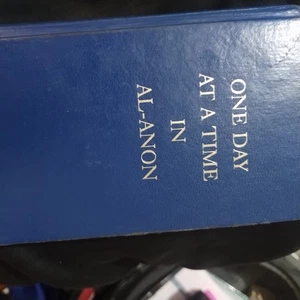 ONE DAY
AT A TIME
IN
AL-ANON